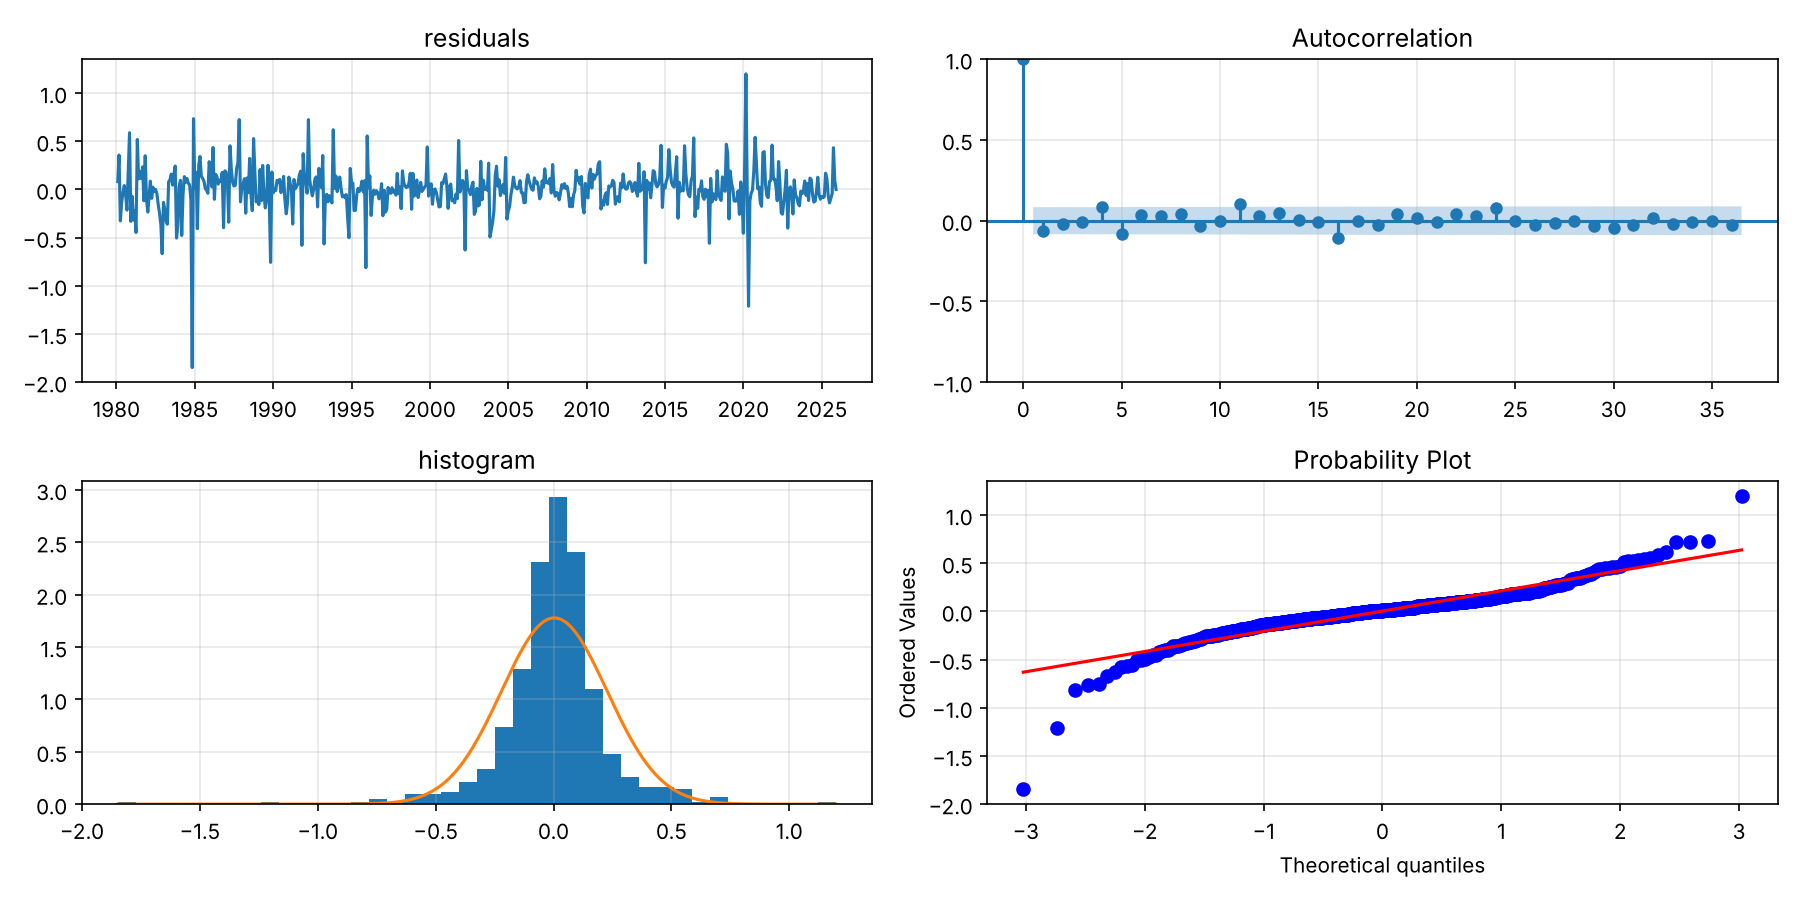 residuals
1.0
0.5
0.0
−0.5
−1.0
−1.5
−2.0
1980 1985 1990 1995 2000 2005 2010 2015 2020 2025
Autocorrelation
1.0
0.5
0.0
−0.5
−1.0
0 5 10 15 20 25 30 35
histogram
3.0
2.5
2.0
1.5
1.0
0.5
0.0
−2.0 −1.5 −1.0 −0.5 0.0 0.5 1.0
Probability Plot
Ordered Values
1.0
0.5
0.0
−0.5
−1.0
−1.5
−2.0
−3 −2 −1 0 1 2 3
Theoretical quantiles